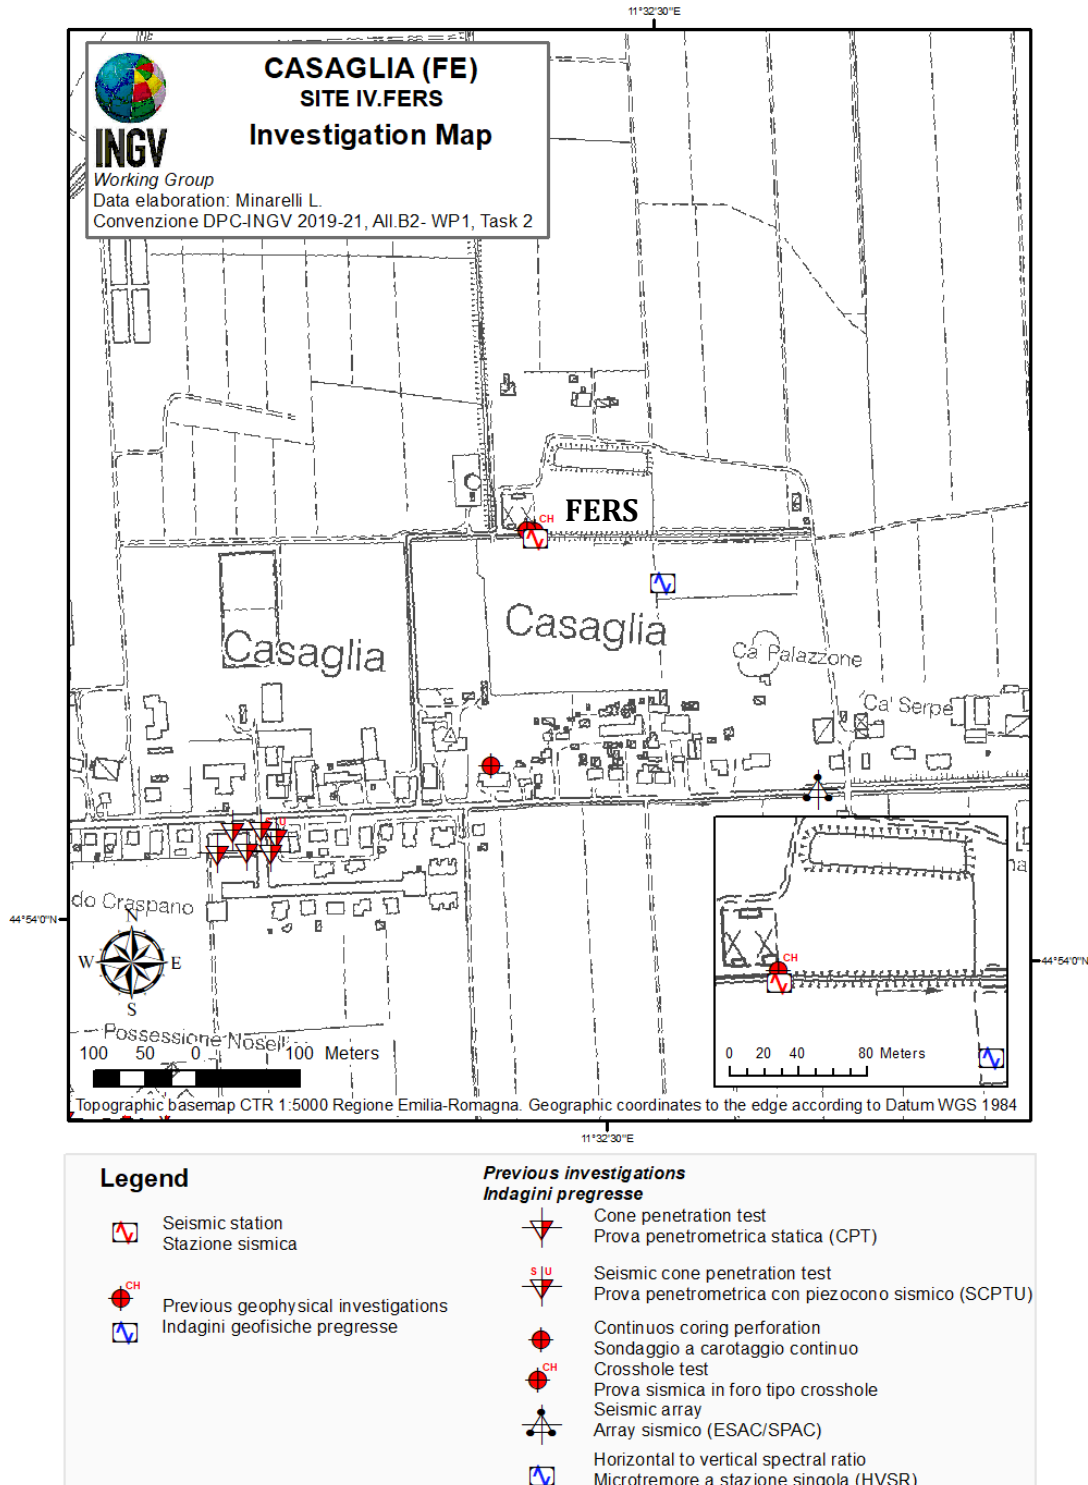 11°32'30"E
CASAGLIA (FE)
SITE IV.FERS
Investigation Map
INGV
Working Group
Data elaboration: Minarelli L.
Convenzione DPC-INGV 2019-21, All.B2- WP1, Task 2
CH
FERS
Casaglia
Casaglia
Ca' Palazzone
Ca' Serpe
S U
do Craspano
44°54'0"N
N
W E
S
CH
44°54'0"N
Possessione Nosel
100 50 0 100 Meters
0 20 40 80 Meters
Topographic basemap CTR 1:5000 Regione Emilia-Romagna. Geographic coordinates to the edge according to Datum WGS 1984
11°32'30"E
Legend
Seismic station
Stazione sismica
CH
Previous geophysical investigations
Indagini geofisiche pregresse
Previous investigations
Indagini pregresse
Cone penetration test
Prova penetrometrica statica (CPT)
S U
Seismic cone penetration test
Prova penetrometrica con piezocono sismico (SCPTU)
Continuos coring perforation
Sondaggio a carotaggio continuo
CH
Crosshole test
Prova sismica in foro tipo crosshole
Seismic array
Array sismico (ESAC/SPAC)
Horizontal to vertical spectral ratio
Microtremore a stazione singola (HVSR)